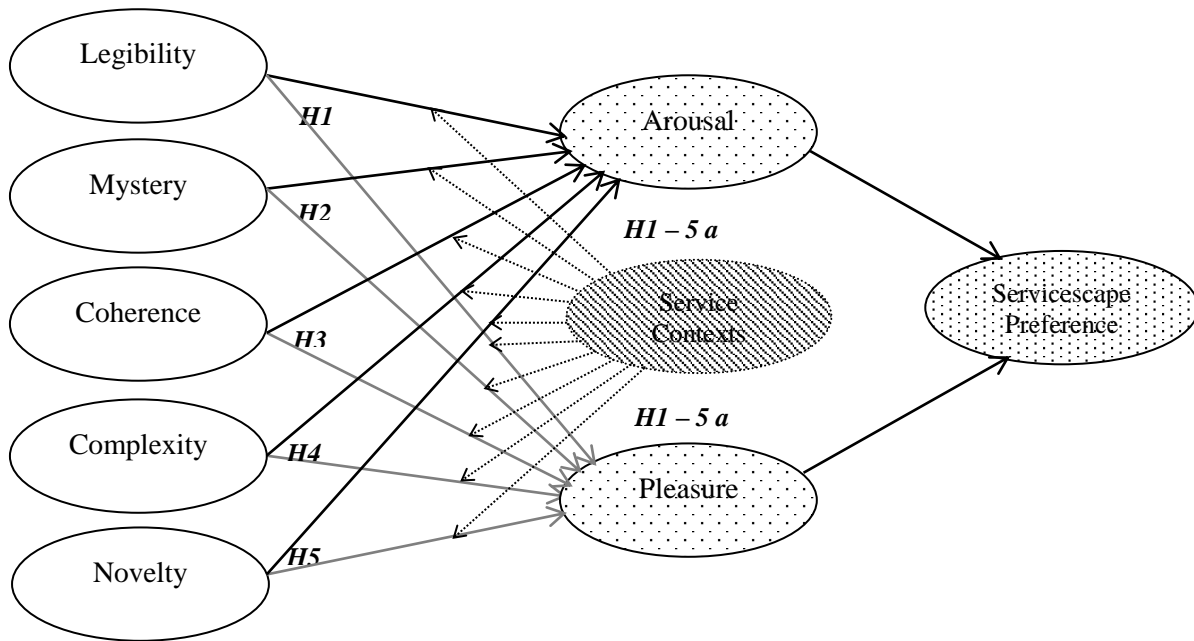 Legibility
H1
Arousal
Mystery
H2
H1 – 5 a
Coherence
H3
Service
Contexts
Servicescape
Preference
H1 – 5 a
Complexity
H4
Pleasure
Novelty
H5